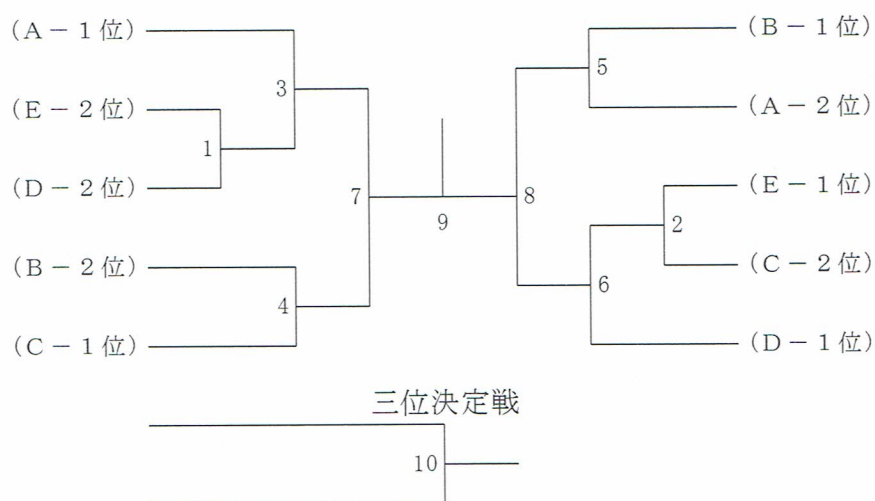 (A－1位)
3
(E－2位)
1
(D－2位)
7
(B－2位)
4
(C－1位)
9
(B－1位)
5
(A－2位)
8
(E－1位)
2
(C－2位)
6
(D－1位)
三位決定戦
10